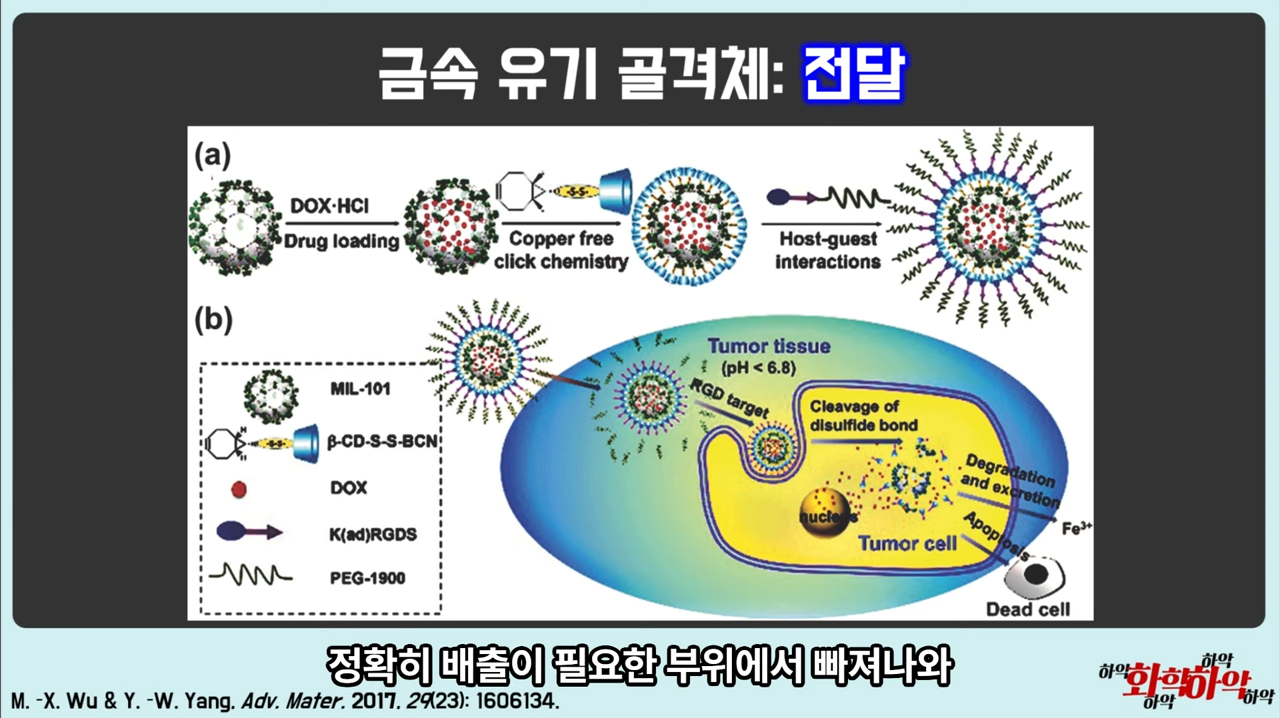 금속 유기 골격체: 전달
(a)
DOX·HCl
Drug loading
-S-S-
Copper free
click chemistry
Host-guest
interactions
(b)
MIL-101
β-CD-S-S-BCN
DOX
K(ad)RGDS
PEG-1900
H
H
Tumor tissue
(pH < 6.8)
RGD target
Cleavage of
disulfide bond
Degradation
and excretion
Fe³⁺
nucleus
Tumor cell
Apoptosis
Dead cell
정확히 배출이 필요한 부위에서 빠져나와
M. -X. Wu & Y. -W. Yang, Adv. Mater. 2017, 29(23): 1606134.
하악 화학하악 하악
하악 하악